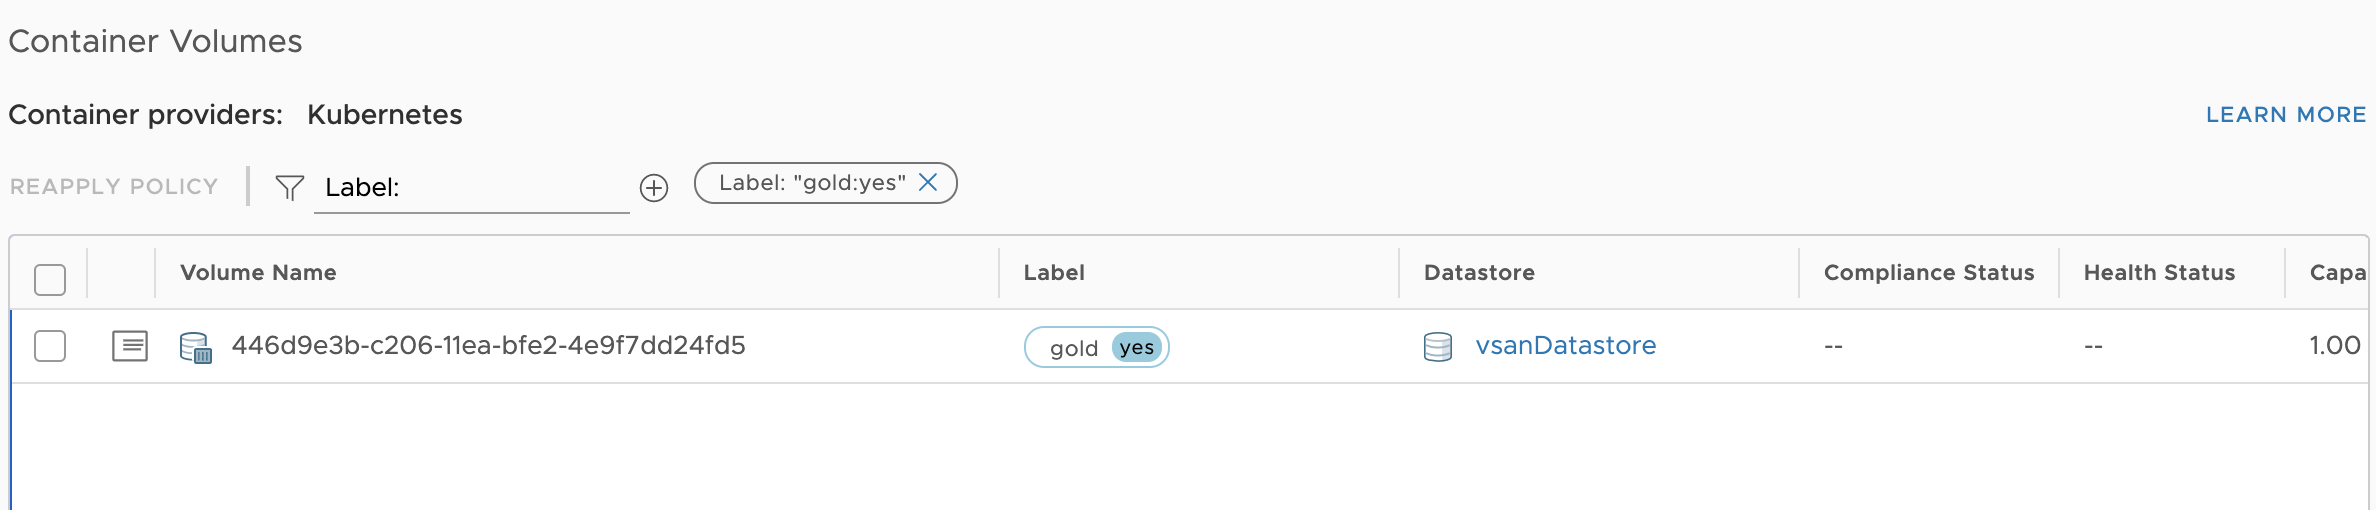 Container Volumes
Container providers: Kubernetes LEARN MORE
REAPPLY POLICY Label: Label: "gold:yes"
Volume Name Label Datastore Compliance Status Health Status Capa
446d9e3b-c206-11ea-bfe2-4e9f7dd24fd5 gold yes vsanDatastore -- -- 1.00